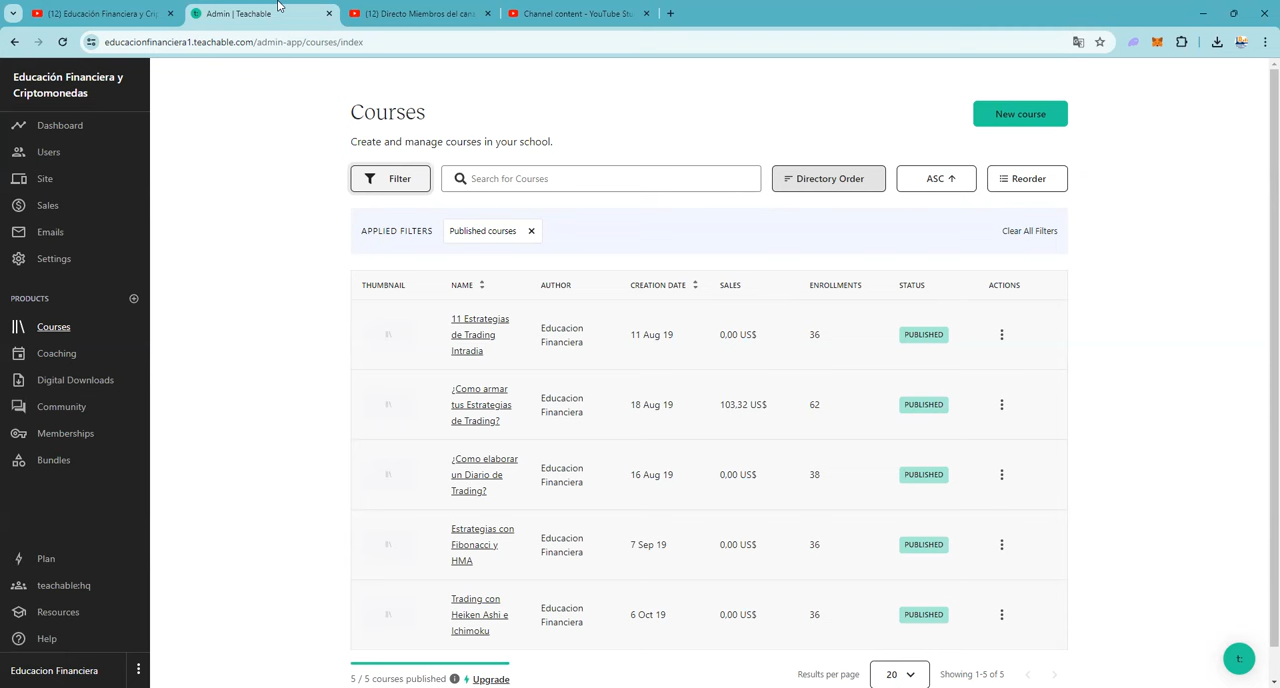 (12) Educación Financiera y Crip
Admin | Teachable
(12) Directo Miembros del cana
Channel content - YouTube Stu
educacionfinanciera1.teachable.com/admin-app/courses/index
Educación Financiera y
Criptomonedas
Dashboard
Users
Site
Sales
Emails
Settings
PRODUCTS
Courses
Coaching
Digital Downloads
Community
Memberships
Bundles
Plan
teachable:hq
Resources
Help
Educacion Financiera
Courses
New course
Create and manage courses in your school.
Filter
Search for Courses
Directory Order
ASC
Reorder
APPLIED FILTERS
Published courses
Clear All Filters
THUMBNAIL NAME AUTHOR CREATION DATE SALES ENROLLMENTS STATUS ACTIONS
11 Estrategias
de Trading
Intradia
Educacion
Financiera
11 Aug 19
0,00 US$
36
PUBLISHED
¿Como armar
tus Estrategias
de Trading?
Educacion
Financiera
18 Aug 19
103,32 US$
62
PUBLISHED
¿Como elaborar
un Diario de
Trading?
Educacion
Financiera
16 Aug 19
0,00 US$
38
PUBLISHED
Estrategias con
Fibonacci y
HMA
Educacion
Financiera
7 Sep 19
0,00 US$
36
PUBLISHED
Trading con
Heiken Ashi e
Ichimoku
Educacion
Financiera
6 Oct 19
0,00 US$
36
PUBLISHED
5 / 5 courses published
Upgrade
Results per page
20
Showing 1-5 of 5
t: